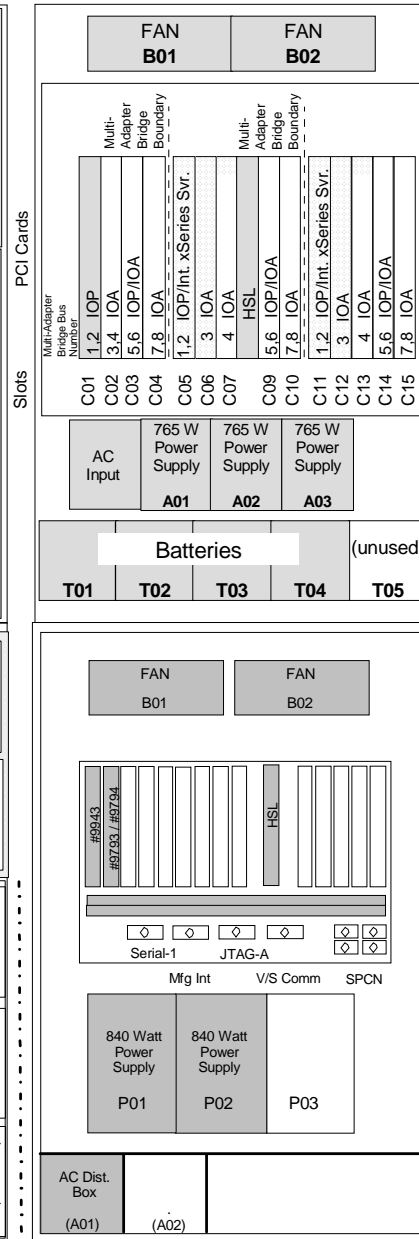 FAN
B01
FAN
B02
PCI Cards
Slots
Multi-Adapter
Bridge Bus
Number
Multi-
Adapter
Bridge
Boundary
Multi-
Adapter
Bridge
Boundary
C01 1,2 IOP
C02 3,4 IOA
C03 5,6 IOP/IOA
C04 7,8 IOA
C05 1,2 IOP/Int. xSeries Svr.
C06 3 IOA
C07 4 IOA
HSL
C09 5,6 IOP/IOA
C10 7,8 IOA
C11 1,2 IOP/Int. xSeries Svr.
C12 3 IOA
C13 4 IOA
C14 5,6 IOP/IOA
C15 7,8 IOA
AC
Input
765 W
Power
Supply
A01
765 W
Power
Supply
A02
765 W
Power
Supply
A03
Batteries
(unused
T01
T02
T03
T04
T05
FAN
B01
FAN
B02
#9943
#9793 / #9794
HSL
Serial-1
JTAG-A
Mfg Int
V/S Comm
SPCN
840 Watt
Power
Supply
P01
840 Watt
Power
Supply
P02
P03
AC Dist.
Box
(A01)
.
(A02)